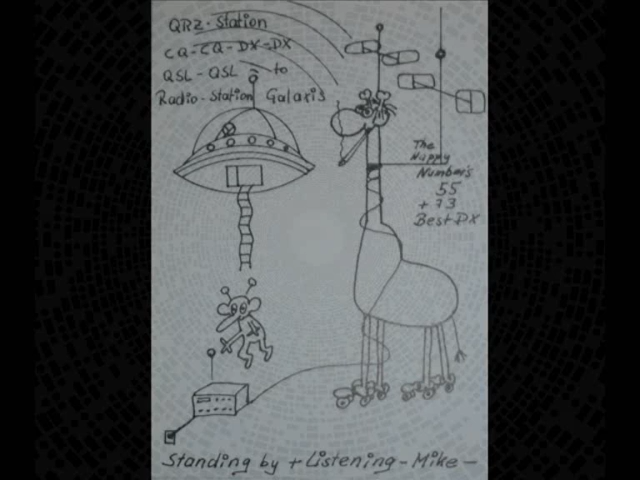 QRZ-Station
CQ-CQ-DX-DX
QSL-QSL to
Radio-Station Galaxis
The
Happy
Number's
55
+73
Best DX
Standing by + Listening - Mike -